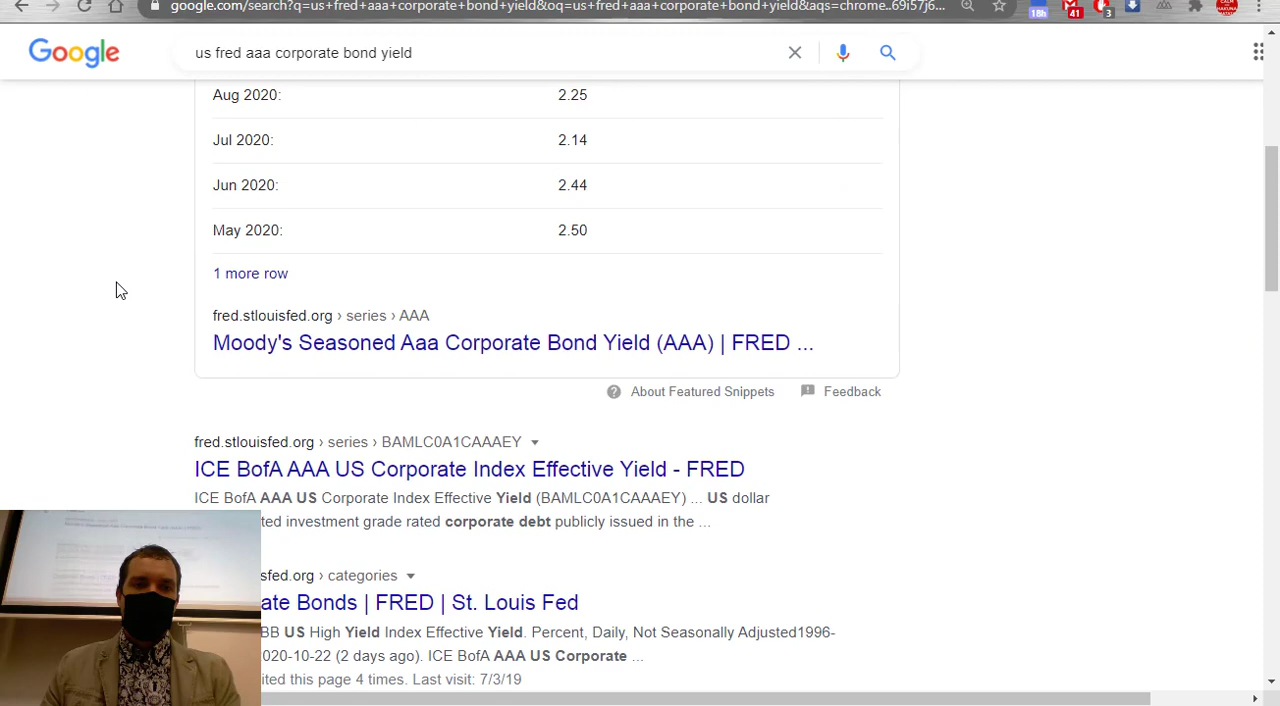 google.com/search?q=us+fred+aaa+corporate+bond+yield&oq=us+fred+aaa+corporate+bond+yield&aqs=chrome..69i57j6...
18h
41
3
Google
us fred aaa corporate bond yield
Aug 2020: 2.25
Jul 2020: 2.14
Jun 2020: 2.44
May 2020: 2.50
1 more row
fred.stlouisfed.org › series › AAA
Moody's Seasoned Aaa Corporate Bond Yield (AAA) | FRED ...
About Featured Snippets
Feedback
fred.stlouisfed.org › series › BAMLC0A1CAAAEY
ICE BofA AAA US Corporate Index Effective Yield - FRED
ICE BofA AAA US Corporate Index Effective Yield (BAMLC0A1CAAAEY) ... US dollar
ted investment grade rated corporate debt publicly issued in the ...
sfed.org › categories
ate Bonds | FRED | St. Louis Fed
BB US High Yield Index Effective Yield. Percent, Daily, Not Seasonally Adjusted1996-
020-10-22 (2 days ago). ICE BofA AAA US Corporate ...
ited this page 4 times. Last visit: 7/3/19